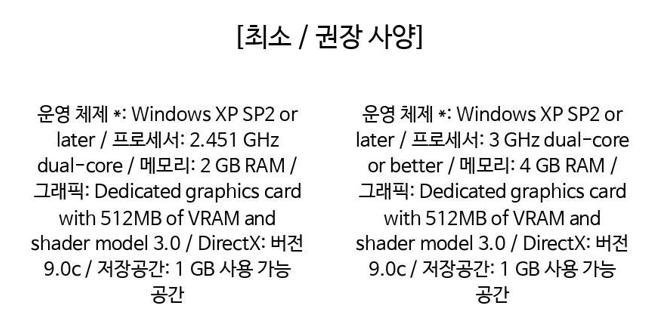 [최소 / 권장 사양]
운영 체제 *: Windows XP SP2 or
later / 프로세서: 2.451 GHz
dual-core / 메모리: 2 GB RAM /
그래픽: Dedicated graphics card
with 512MB of VRAM and
shader model 3.0 / DirectX: 버전
9.0c / 저장공간: 1 GB 사용 가능
공간
운영 체제 *: Windows XP SP2 or
later / 프로세서: 3 GHz dual-core
or better / 메모리: 4 GB RAM /
그래픽: Dedicated graphics card
with 512MB of VRAM and
shader model 3.0 / DirectX: 버전
9.0c / 저장공간: 1 GB 사용 가능
공간